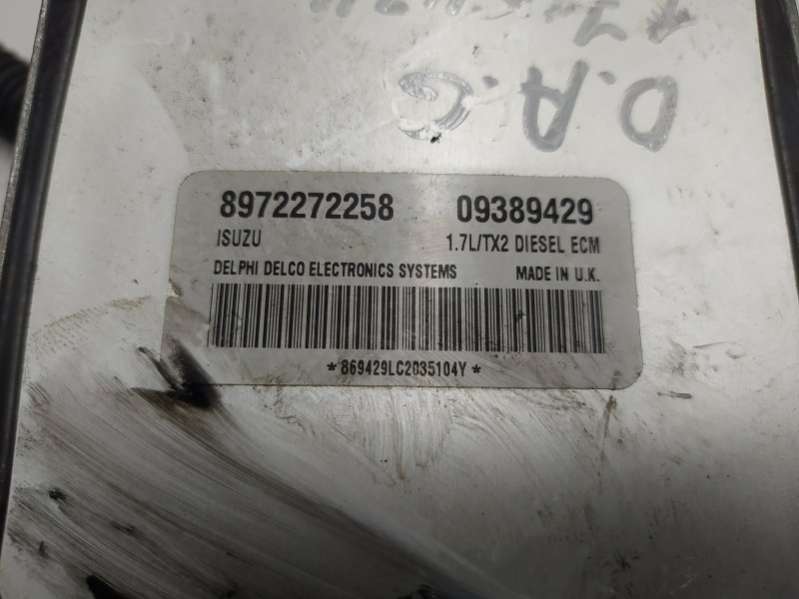 D.A.G
8972272258 09389429
ISUZU 1.7L/TX2 DIESEL ECM
DELPHI DELCO ELECTRONICS SYSTEMS MADE IN U.K.
*869429LC2035104Y*